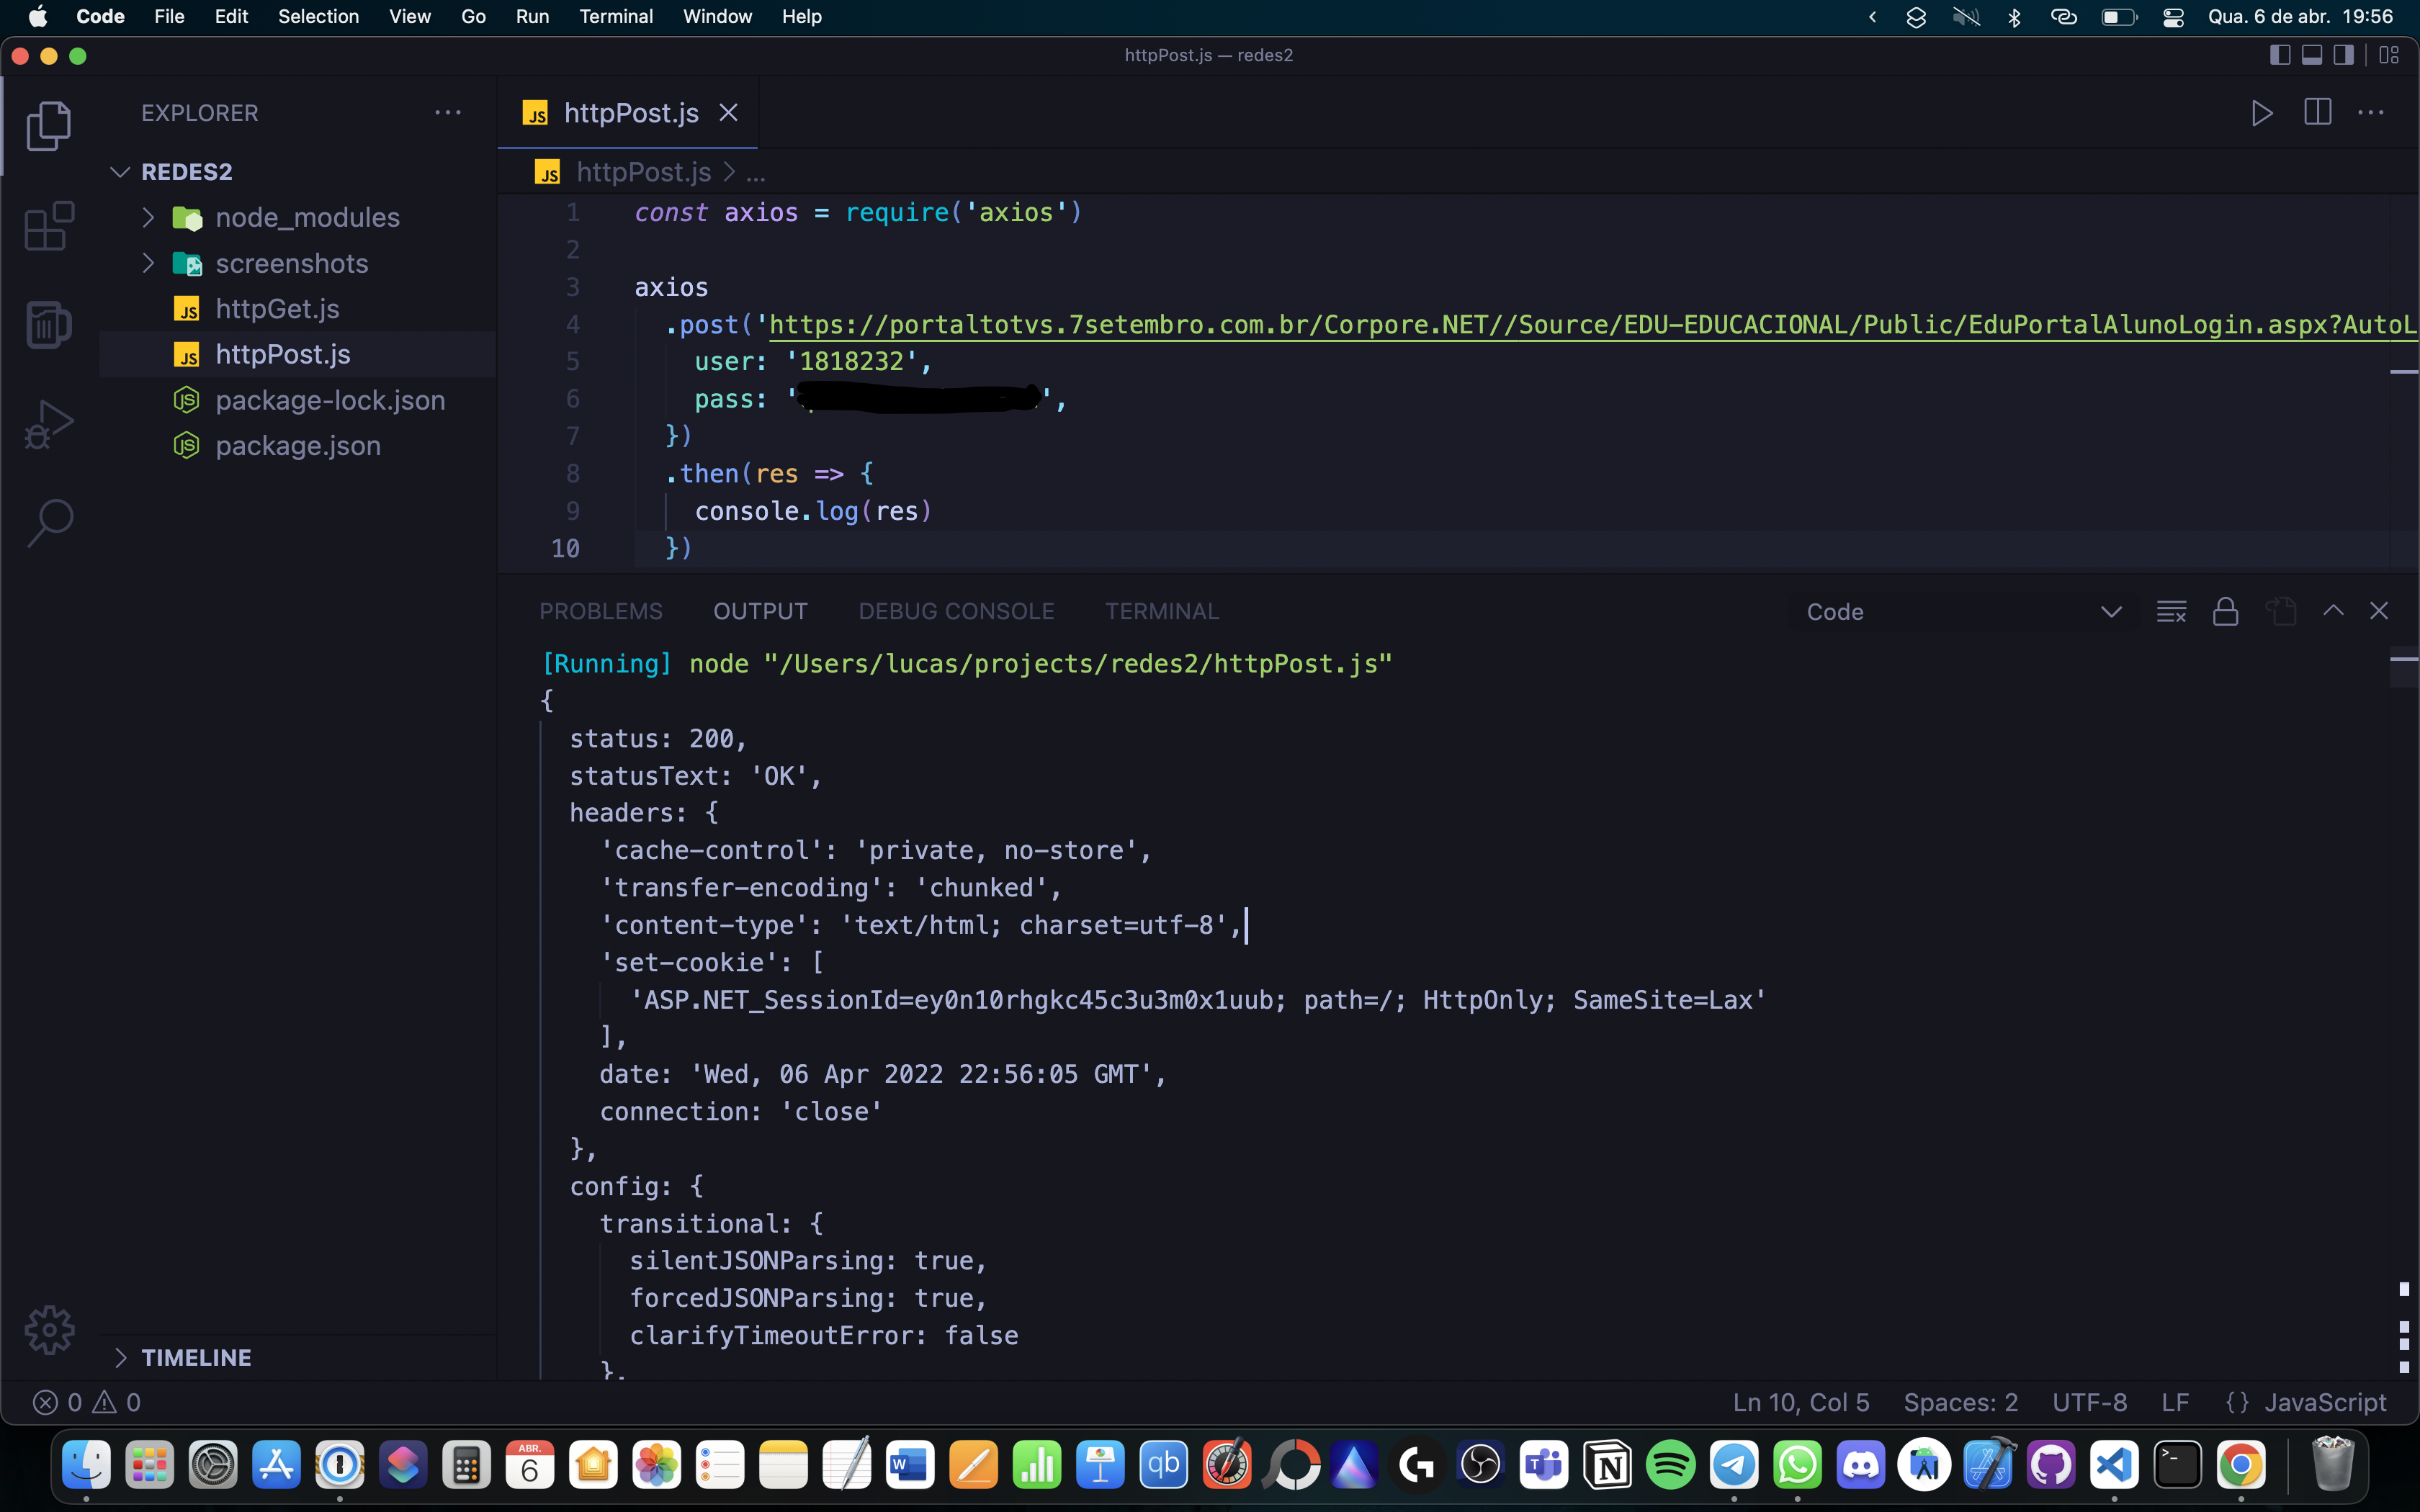 Code File Edit Selection View Go Run Terminal Window Help Qua. 6 de abr. 19:56
httpPost.js — redes2
EXPLORER
REDES2
node_modules
screenshots
JS httpGet.js
JS httpPost.js
JS package-lock.json
JS package.json
TIMELINE
JS httpPost.js
JS httpPost.js > ...
1 const axios = require('axios')
2
3 axios
4 .post('https://portaltotvs.7setembro.com.br/Corpore.NET//Source/EDU-EDUCACIONAL/Public/EduPortalAlunoLogin.aspx?AutoL
5 user: '1818232',
6 pass: '',
7 })
8 .then(res => {
9 console.log(res)
10 })
PROBLEMS OUTPUT DEBUG CONSOLE TERMINAL Code
[Running] node "/Users/lucas/projects/redes2/httpPost.js"
{
status: 200,
statusText: 'OK',
headers: {
'cache-control': 'private, no-store',
'transfer-encoding': 'chunked',
'content-type': 'text/html; charset=utf-8',
'set-cookie': [
'ASP.NET_SessionId=ey0n10rhgkc45c3u3m0x1uub; path=/; HttpOnly; SameSite=Lax'
],
date: 'Wed, 06 Apr 2022 22:56:05 GMT',
connection: 'close'
},
config: {
transitional: {
silentJSONParsing: true,
forcedJSONParsing: true,
clarifyTimeoutError: false
},
0 0 Ln 10, Col 5 Spaces: 2 UTF-8 LF {} JavaScript
ABR.
6
W
qb
G
T
N